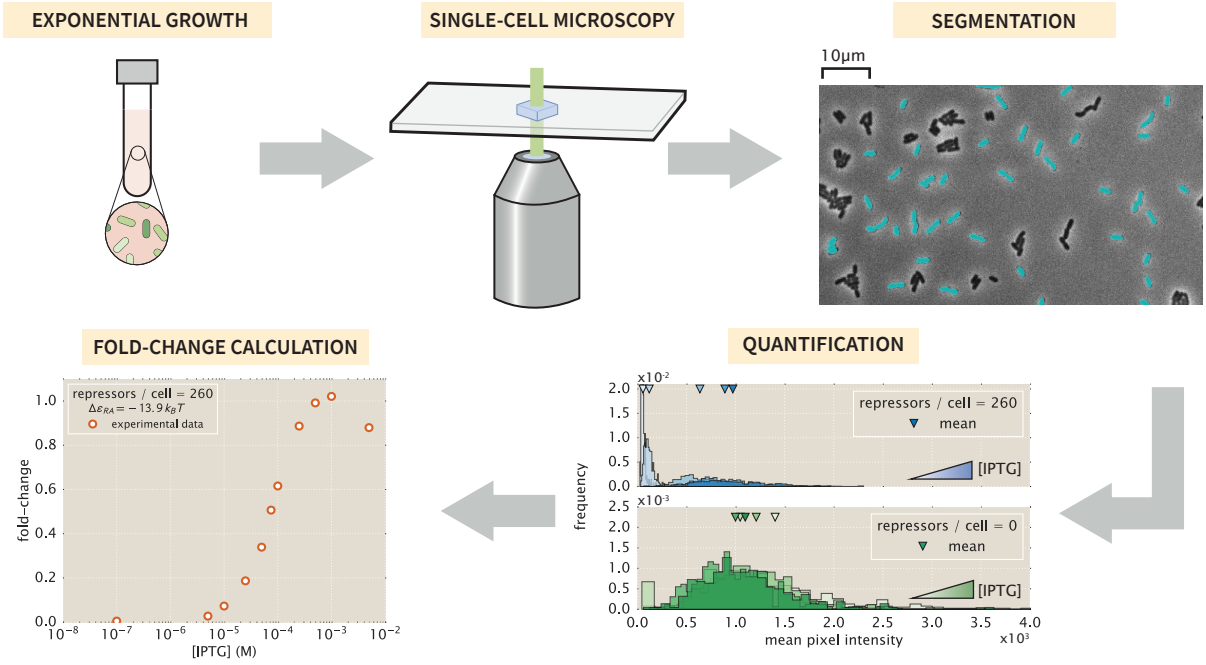 EXPONENTIAL GROWTH
SINGLE-CELL MICROSCOPY
SEGMENTATION
10μm
FOLD-CHANGE CALCULATION
fold-change
1.0
0.8
0.6
0.4
0.2
0.0
repressors / cell = 260
Δε_RA = −13.9 k_BT
experimental data
10⁻⁸
10⁻⁷
10⁻⁶
10⁻⁵
10⁻⁴
10⁻³
10⁻²
[IPTG] (M)
QUANTIFICATION
frequency
x10⁻²
2.0
1.5
1.0
0.5
0.0
repressors / cell = 260
mean
[IPTG]
x10⁻³
2.5
2.0
1.5
1.0
0.5
0.0
repressors / cell = 0
mean
[IPTG]
0.0
0.5
1.0
1.5
2.0
2.5
3.0
3.5
4.0
x10³
mean pixel intensity